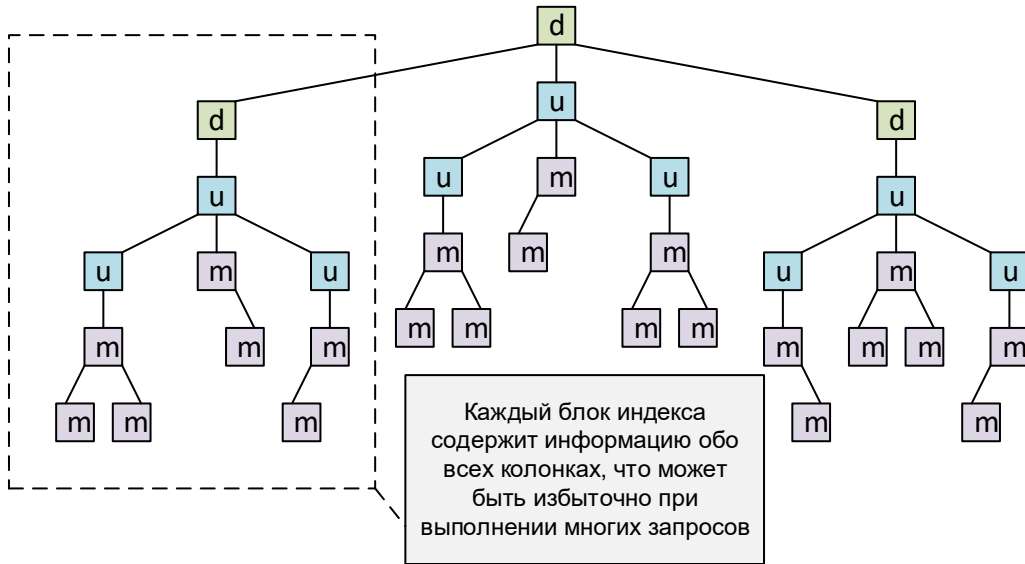 d
u
d d
u m u
u u
m m m
u m u u m u
m m m m
m m m m m m m
m m m m m
Каждый блок индекса
содержит информацию обо
всех колонках, что может
быть избыточно при
выполнении многих запросов